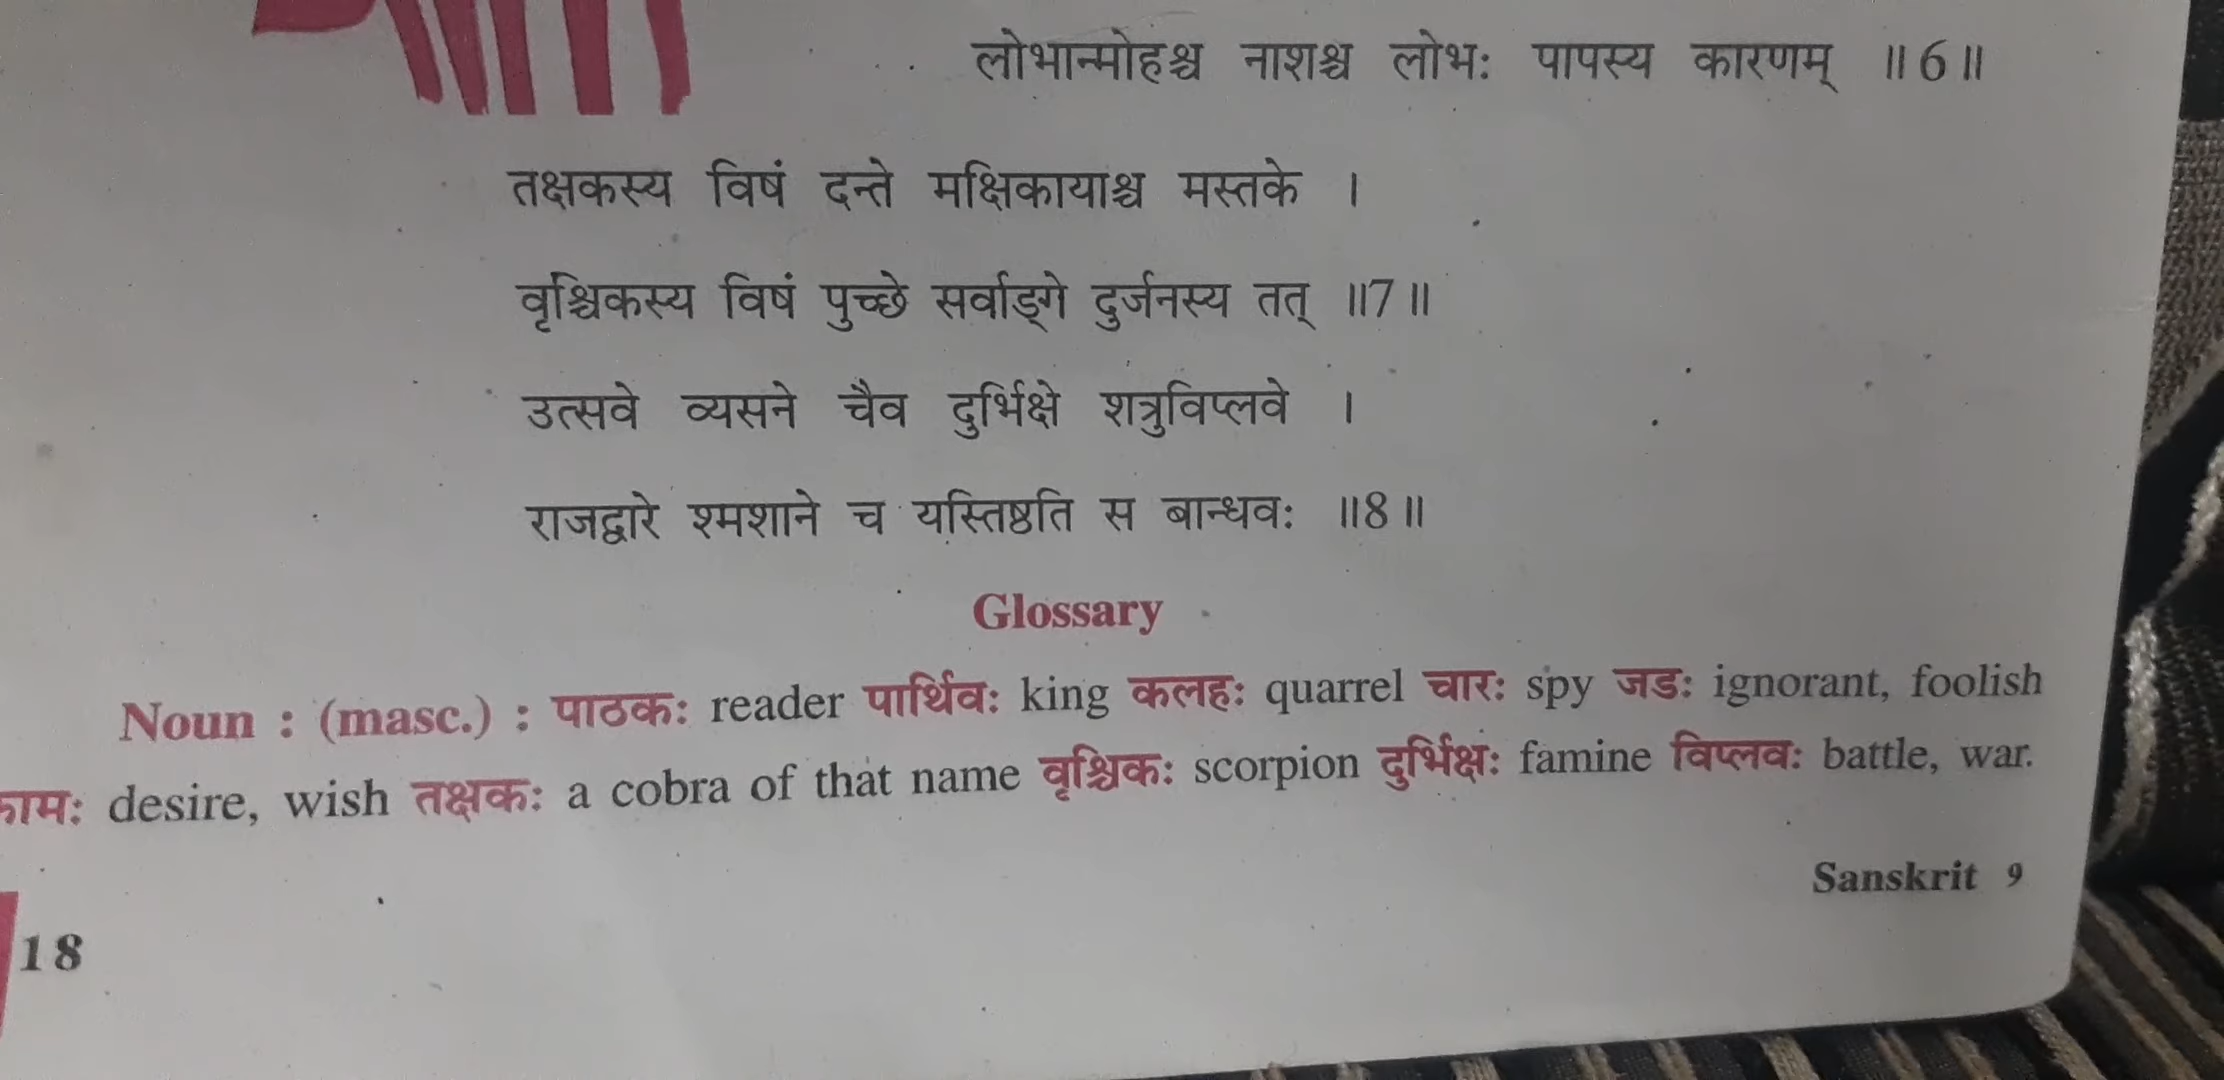 लोभान्मोहश्च नाशश्च लोभः पापस्य कारणम् ॥6॥
तक्षकस्य विषं दन्ते मक्षिकायाश्च मस्तके ।
वृश्चिकस्य विषं पुच्छे सर्वाङ्गे दुर्जनस्य तत् ॥7॥
उत्सवे व्यसने चैव दुर्भिक्षे शत्रुविप्लवे ।
राजद्वारे श्मशाने च यस्तिष्ठति स बान्धवः ॥8॥
Glossary
Noun : (masc.) : पाठकः reader पार्थिवः king कलहः quarrel चारः spy जडः ignorant, foolish
कामः desire, wish तक्षकः a cobra of that name वृश्चिकः scorpion दुर्भिक्षः famine विप्लवः battle, war.
Sanskrit 9
18